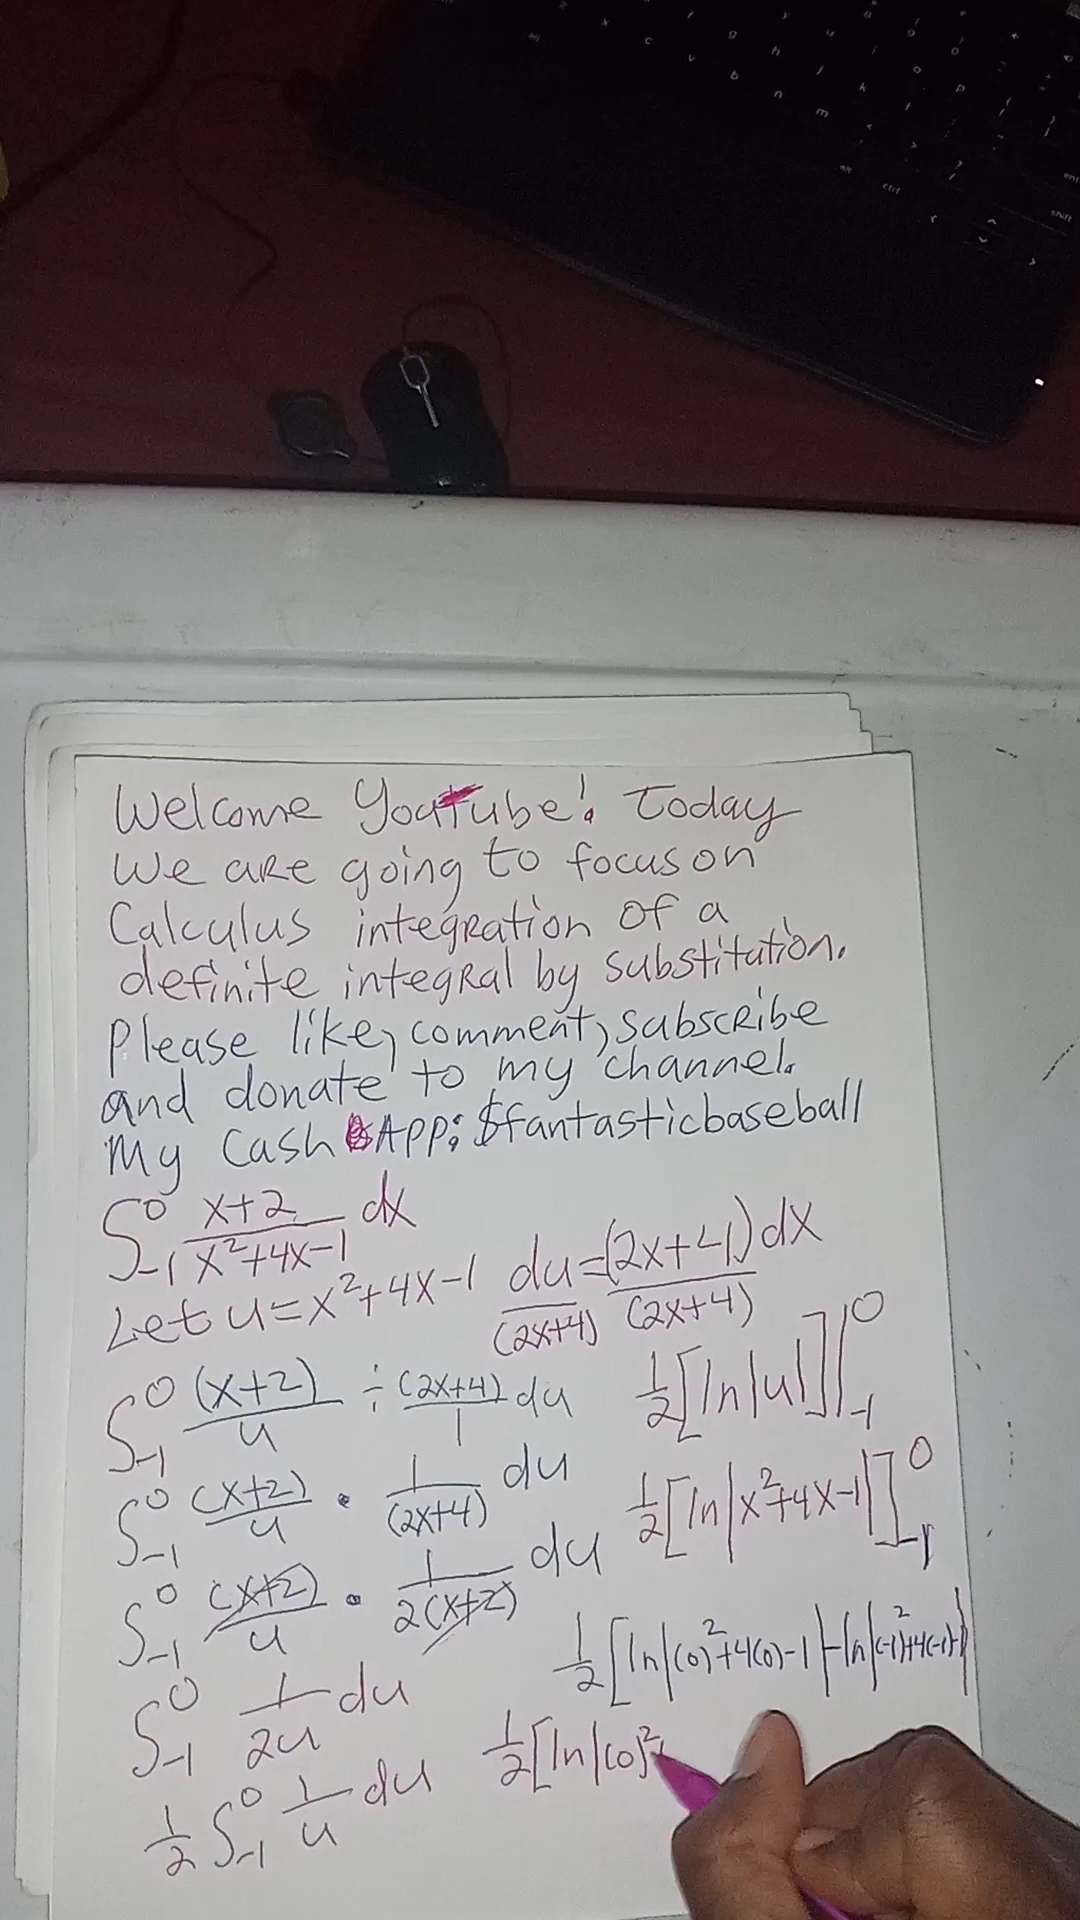 Welcome YouTube! Today
We are going to focus on
Calculus integration of a
definite integral by substitution.
Please like, comment, subscribe
and donate to my channel.
My Cash App: $fantasticbaseball
∫₋₁⁰ (x+2)/(x²+4x-1) dx
Let u=x²+4x-1 du/(2x+4)=(2x+4)dx/(2x+4)
∫₋₁⁰ (x+2)/u ÷ (2x+4)/1 du
∫₋₁⁰ (x+2)/u • 1/(2x+4) du
∫₋₁⁰ (x+2)/u • 1/2(x+2) du
∫₋₁⁰ 1/2u du
1/2 ∫₋₁⁰ 1/u du
1/2[ln|u|]|₋₁⁰
1/2[ln|x²+4x-1|]₋₁⁰
1/2[ln|(0)²+4(0)-1|-ln|(-1)²+4(-1)-1|
1/2[ln|(0)²
alt
ctrl
shift